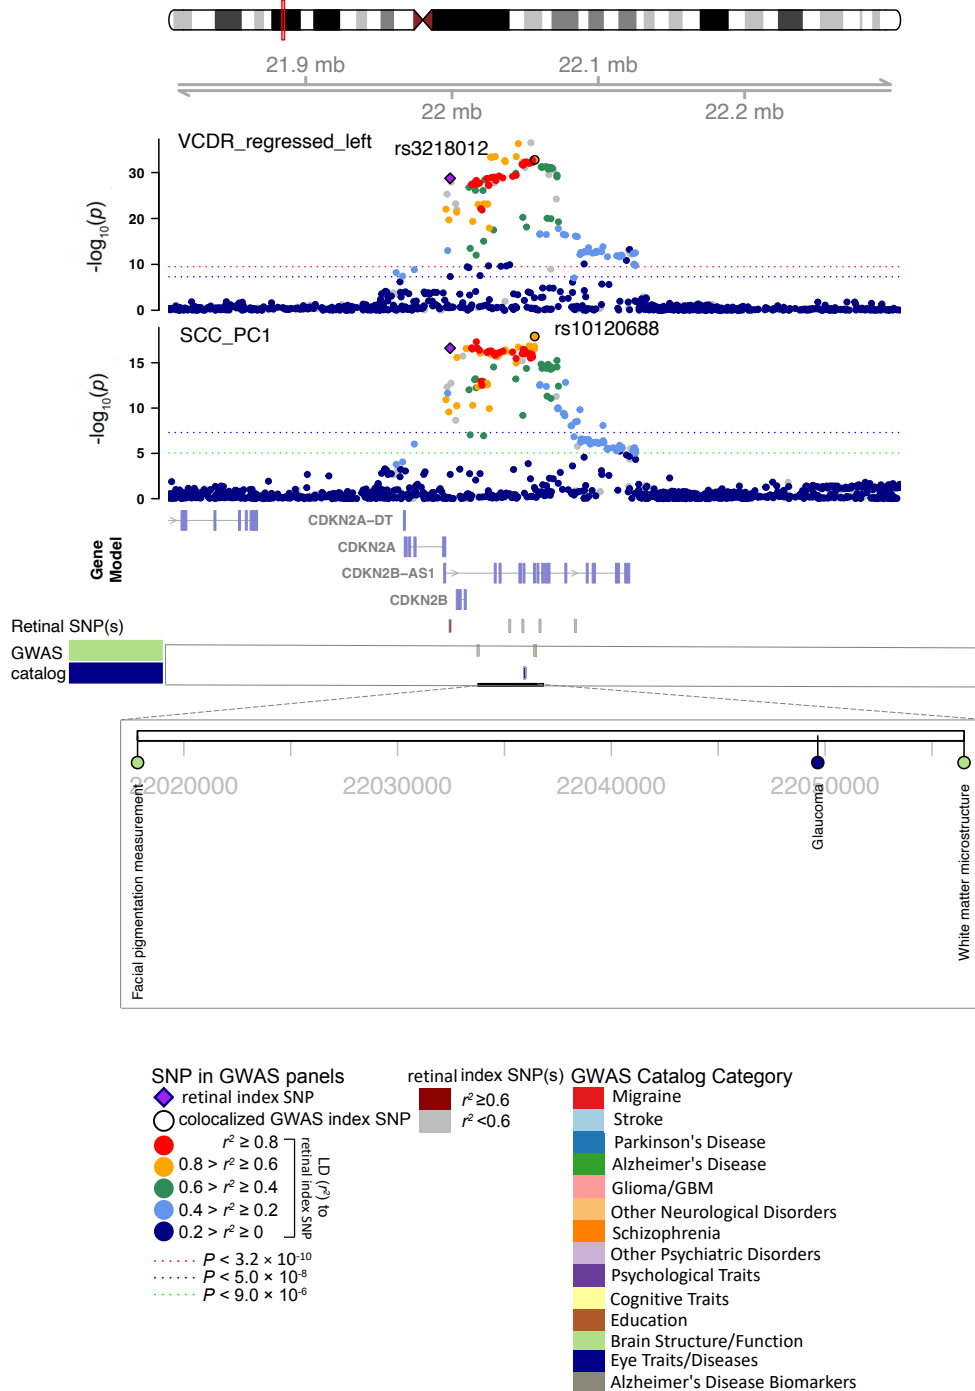 21.9 mb
22.1 mb
22 mb
22.2 mb
VCDR_regressed_left
rs3218012
-log10(p)
30
20
10
0
SCC_PC1
rs10120688
-log10(p)
15
10
5
0
Gene Model
CDKN2A-DT
CDKN2A
CDKN2B-AS1
CDKN2B
Retinal SNP(s)
GWAS
catalog
22020000
22030000
22040000
22050000
Facial pigmentation measurement
Glaucoma
White matter microstructure
SNP in GWAS panels
retinal index SNP
colocalized GWAS index SNP
r² ≥ 0.8
0.8 > r² ≥ 0.6
0.6 > r² ≥ 0.4
0.4 > r² ≥ 0.2
0.2 > r² ≥ 0
LD (r²) to
retinal index SNP
P < 3.2 × 10⁻¹⁰
P < 5.0 × 10⁻⁸
P < 9.0 × 10⁻⁶
retinal index SNP(s)
r² ≥0.6
r² <0.6
GWAS Catalog Category
Migraine
Stroke
Parkinson's Disease
Alzheimer's Disease
Glioma/GBM
Other Neurological Disorders
Schizophrenia
Other Psychiatric Disorders
Psychological Traits
Cognitive Traits
Education
Brain Structure/Function
Eye Traits/Diseases
Alzheimer's Disease Biomarkers